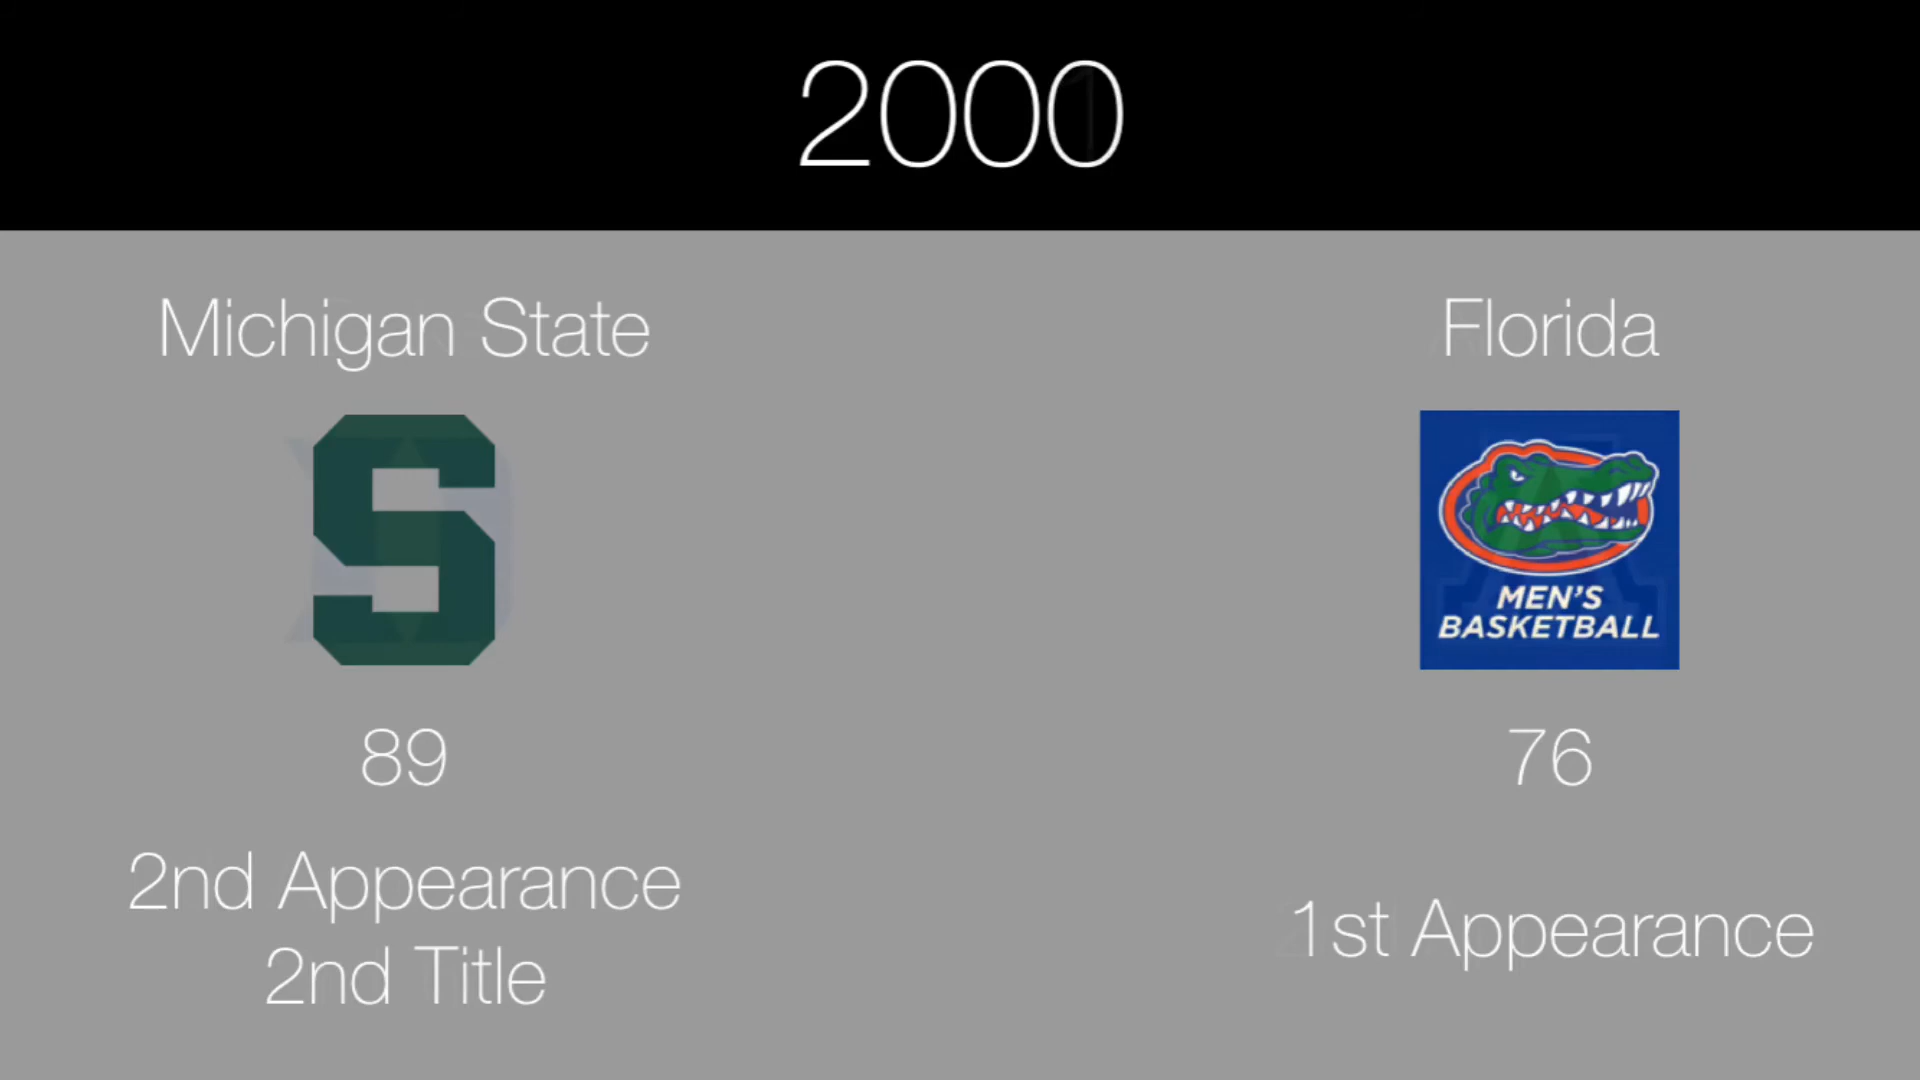 2000
Michigan State
Florida
S
MEN'S
BASKETBALL
89
76
2nd Appearance
2nd Title
1st Appearance